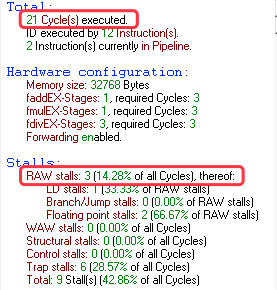 Total:
21 Cycle(s) executed.
ID executed by 12 Instruction(s).
2 Instruction(s) currently in Pipeline.
Hardware configuration:
Memory size: 32768 Bytes
faddEX-Stages: 1, required Cycles: 3
fmulEX-Stages: 1, required Cycles: 3
fdivEX-Stages: 3, required Cycles: 3
Forwarding enabled.
Stalls:
RAW stalls: 3 (14.28% of all Cycles), thereof:
LD stalls: 1 (33.33% of RAW stalls)
Branch/Jump stalls: 0 (0.00% of RAW stalls)
Floating point stalls: 2 (66.67% of RAW stalls)
WAW stalls: 0 (0.00% of all Cycles)
Structural stalls: 0 (0.00% of all Cycles)
Control stalls: 0 (0.00% of all Cycles)
Trap stalls: 6 (28.57% of all Cycles)
Total: 9 Stall(s) (42.86% of all Cycles)